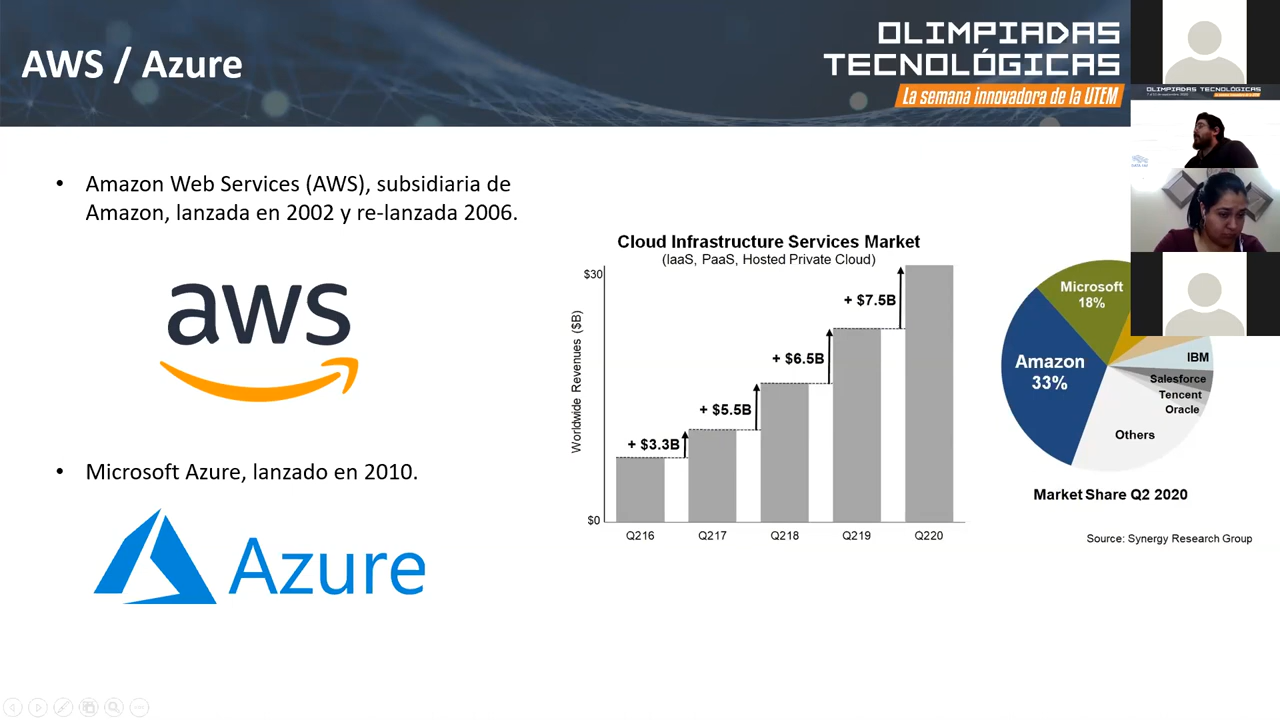 AWS / Azure
OLIMPIADAS
TECNOLÓGICAS
La semana innovadora de la UTEM
OLIMPIADAS TECNOLÓGICAS
• Amazon Web Services (AWS), subsidiaria de
Amazon, lanzada en 2002 y re-lanzada 2006.
aws
• Microsoft Azure, lanzado en 2010.
Azure
Cloud Infrastructure Services Market
(IaaS, PaaS, Hosted Private Cloud)
Worldwide Revenues ($B)
$30
$0
+ $3.3B
+ $5.5B
+ $6.5B
+ $7.5B
Q216
Q217
Q218
Q219
Q220
Microsoft
18%
Amazon
33%
IBM
Salesforce
Tencent
Oracle
Others
Market Share Q2 2020
Source: Synergy Research Group